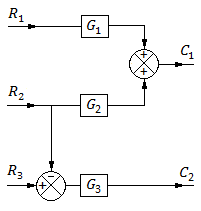 R₁ G₁
+
+ C₁
R₂ G₂
−
R₃ + G₃ C₂